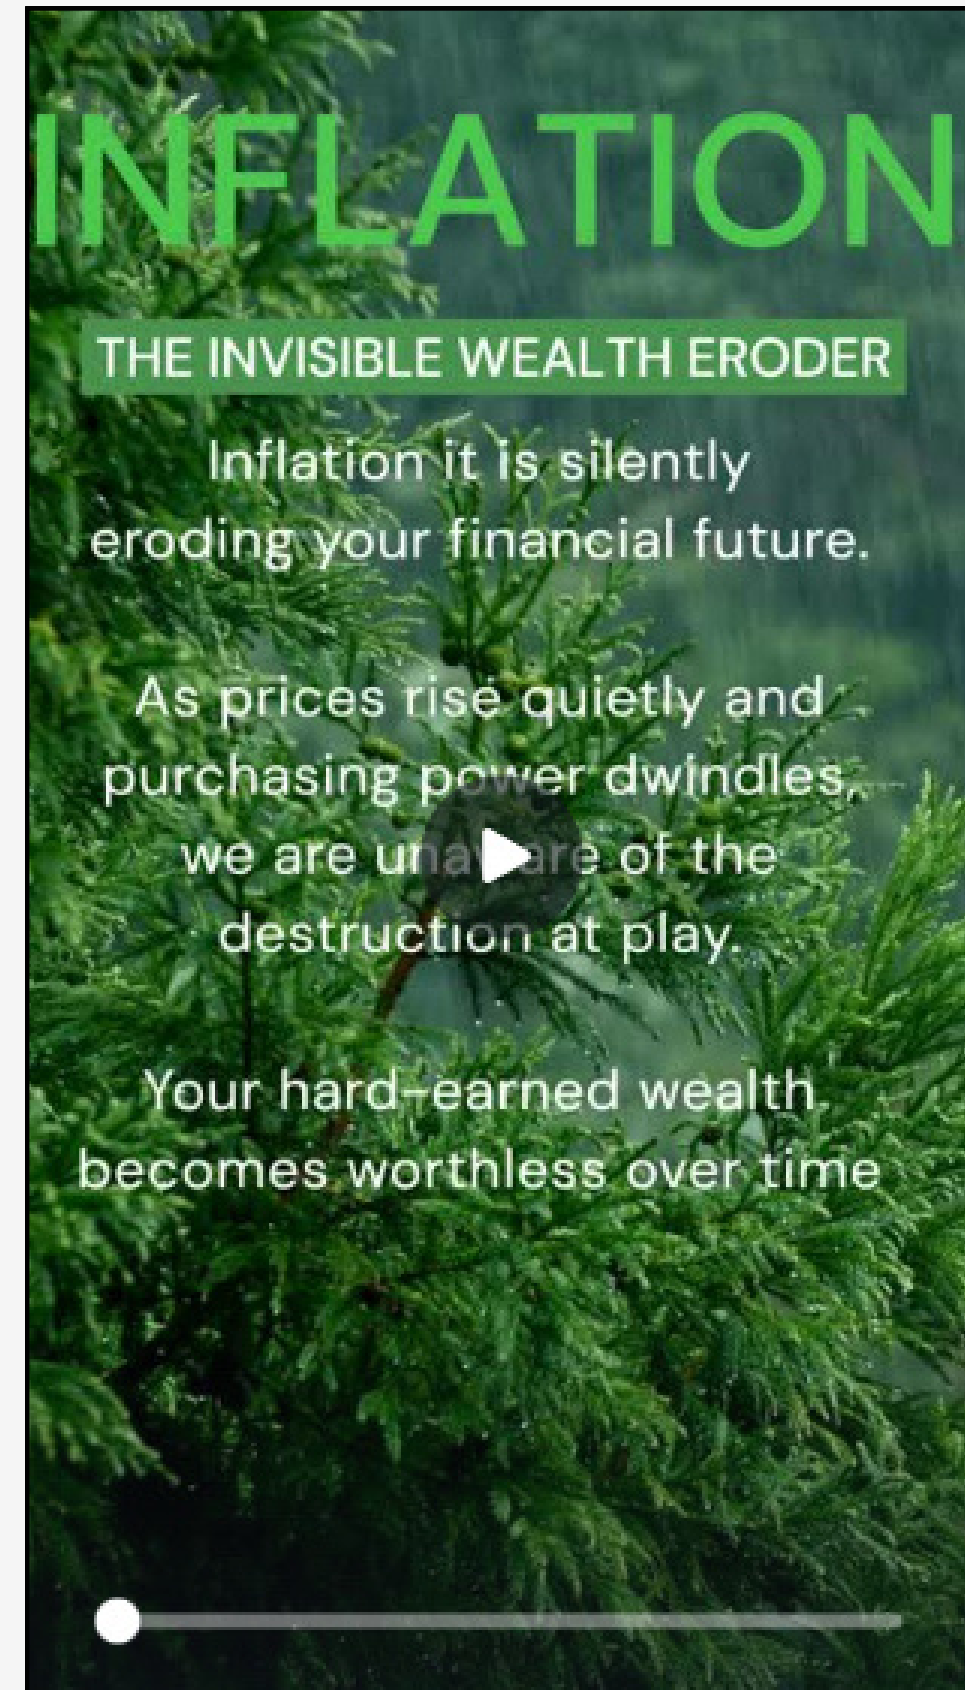 INFLATION
THE INVISIBLE WEALTH ERODER
Inflation it is silently
eroding your financial future.
As prices rise quietly and
purchasing power dwindles,
we are unaware of the
destruction at play.
Your hard-earned wealth
becomes worthless over time